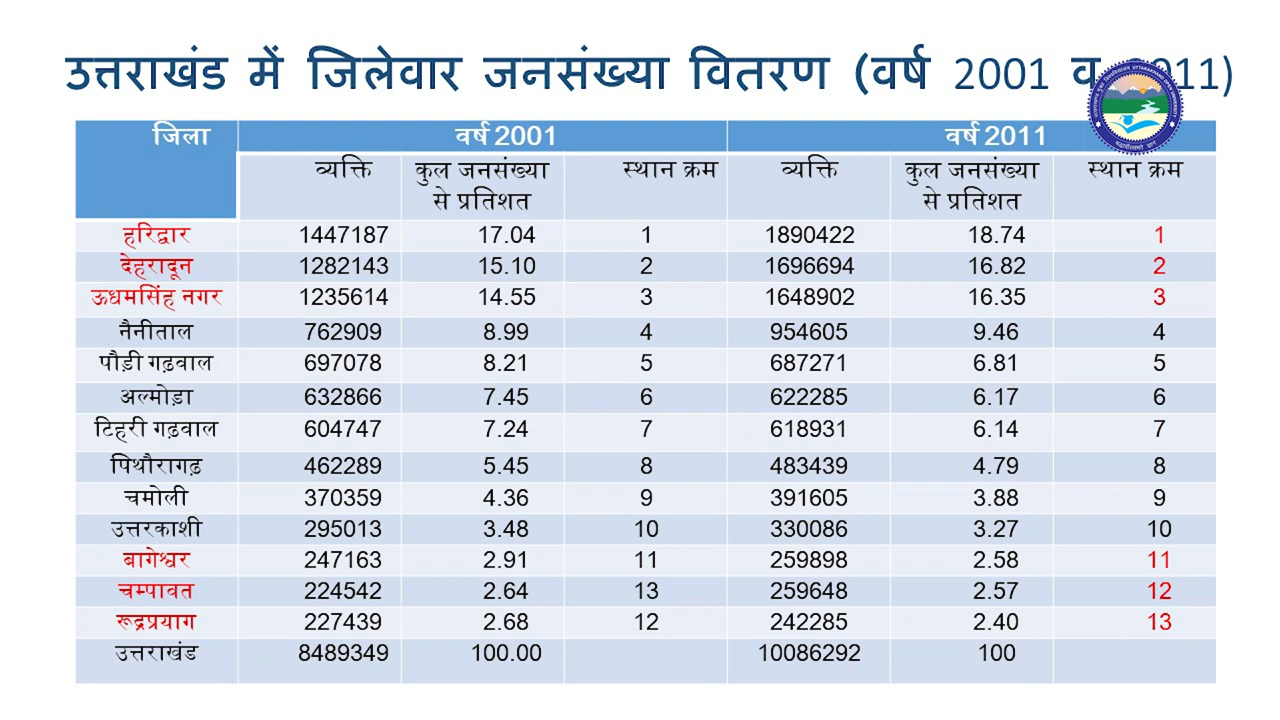 उत्तराखंड में जिलेवार जनसंख्या वितरण (वर्ष 2001 व 2011)
जिला वर्ष 2001 वर्ष 2011
व्यक्ति कुल जनसंख्या से प्रतिशत स्थान क्रम व्यक्ति कुल जनसंख्या से प्रतिशत स्थान क्रम
हरिद्वार 1447187 17.04 1 1890422 18.74 1
देहरादून 1282143 15.10 2 1696694 16.82 2
ऊधमसिंह नगर 1235614 14.55 3 1648902 16.35 3
नैनीताल 762909 8.99 4 954605 9.46 4
पौड़ी गढ़वाल 697078 8.21 5 687271 6.81 5
अल्मोड़ा 632866 7.45 6 622285 6.17 6
टिहरी गढ़वाल 604747 7.24 7 618931 6.14 7
पिथौरागढ़ 462289 5.45 8 483439 4.79 8
चमोली 370359 4.36 9 391605 3.88 9
उत्तरकाशी 295013 3.48 10 330086 3.27 10
बागेश्वर 247163 2.91 11 259898 2.58 11
चम्पावत 224542 2.64 13 259648 2.57 12
रूद्रप्रयाग 227439 2.68 12 242285 2.40 13
उत्तराखंड 8489349 100.00 10086292 100